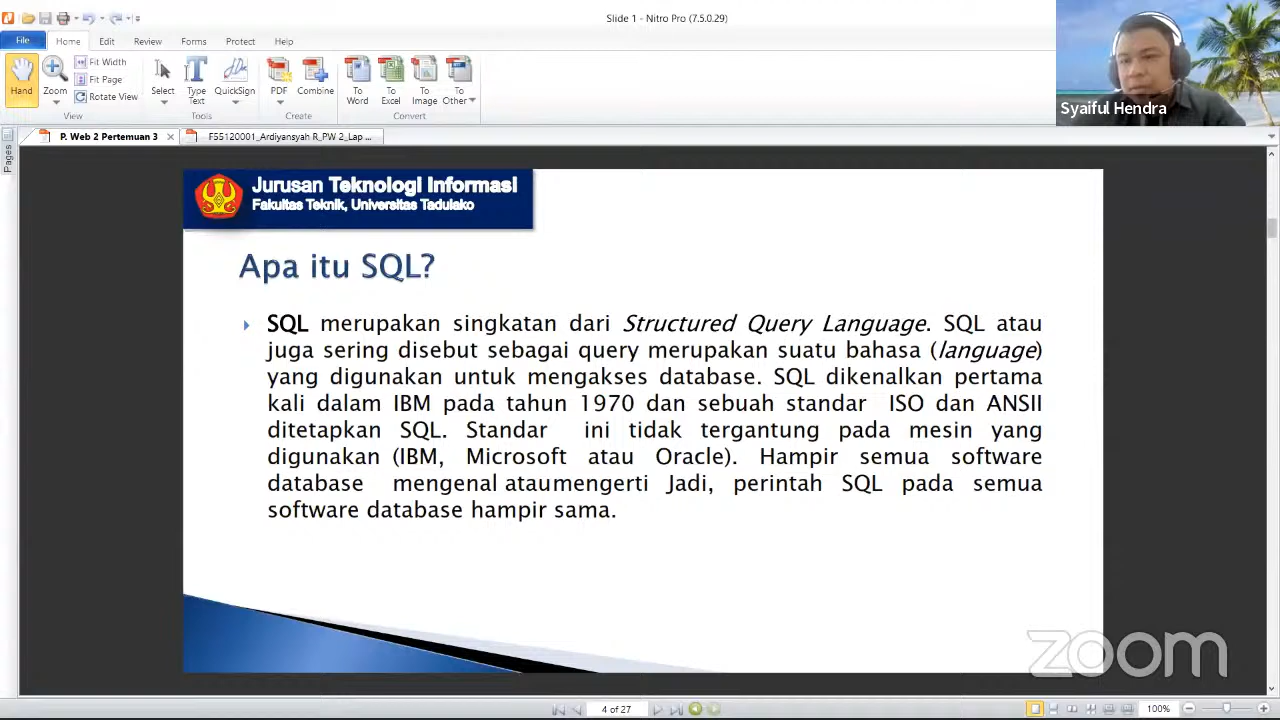 Slide 1 - Nitro Pro (7.5.0.29)
File Home Edit Review Forms Protect Help
Hand
Zoom
Fit Width
Fit Page
Rotate View
View
Select
Type Text
QuickSign
Tools
PDF
Combine
Create
To Word
To Excel
To Image
To Other
Convert
Syaiful Hendra
P. Web 2 Pertemuan 3
F55120001_Ardiyansyah R_PW 2_Lap ...
Pages
Jurusan Teknologi Informasi
Fakultas Teknik, Universitas Tadulako
Apa itu SQL?
SQL merupakan singkatan dari Structured Query Language. SQL atau
juga sering disebut sebagai query merupakan suatu bahasa (language)
yang digunakan untuk mengakses database. SQL dikenalkan pertama
kali dalam IBM pada tahun 1970 dan sebuah standar ISO dan ANSII
ditetapkan SQL. Standar ini tidak tergantung pada mesin yang
digunakan (IBM, Microsoft atau Oracle). Hampir semua software
database mengenal ataumengerti Jadi, perintah SQL pada semua
software database hampir sama.
zoom
4 of 27
100%